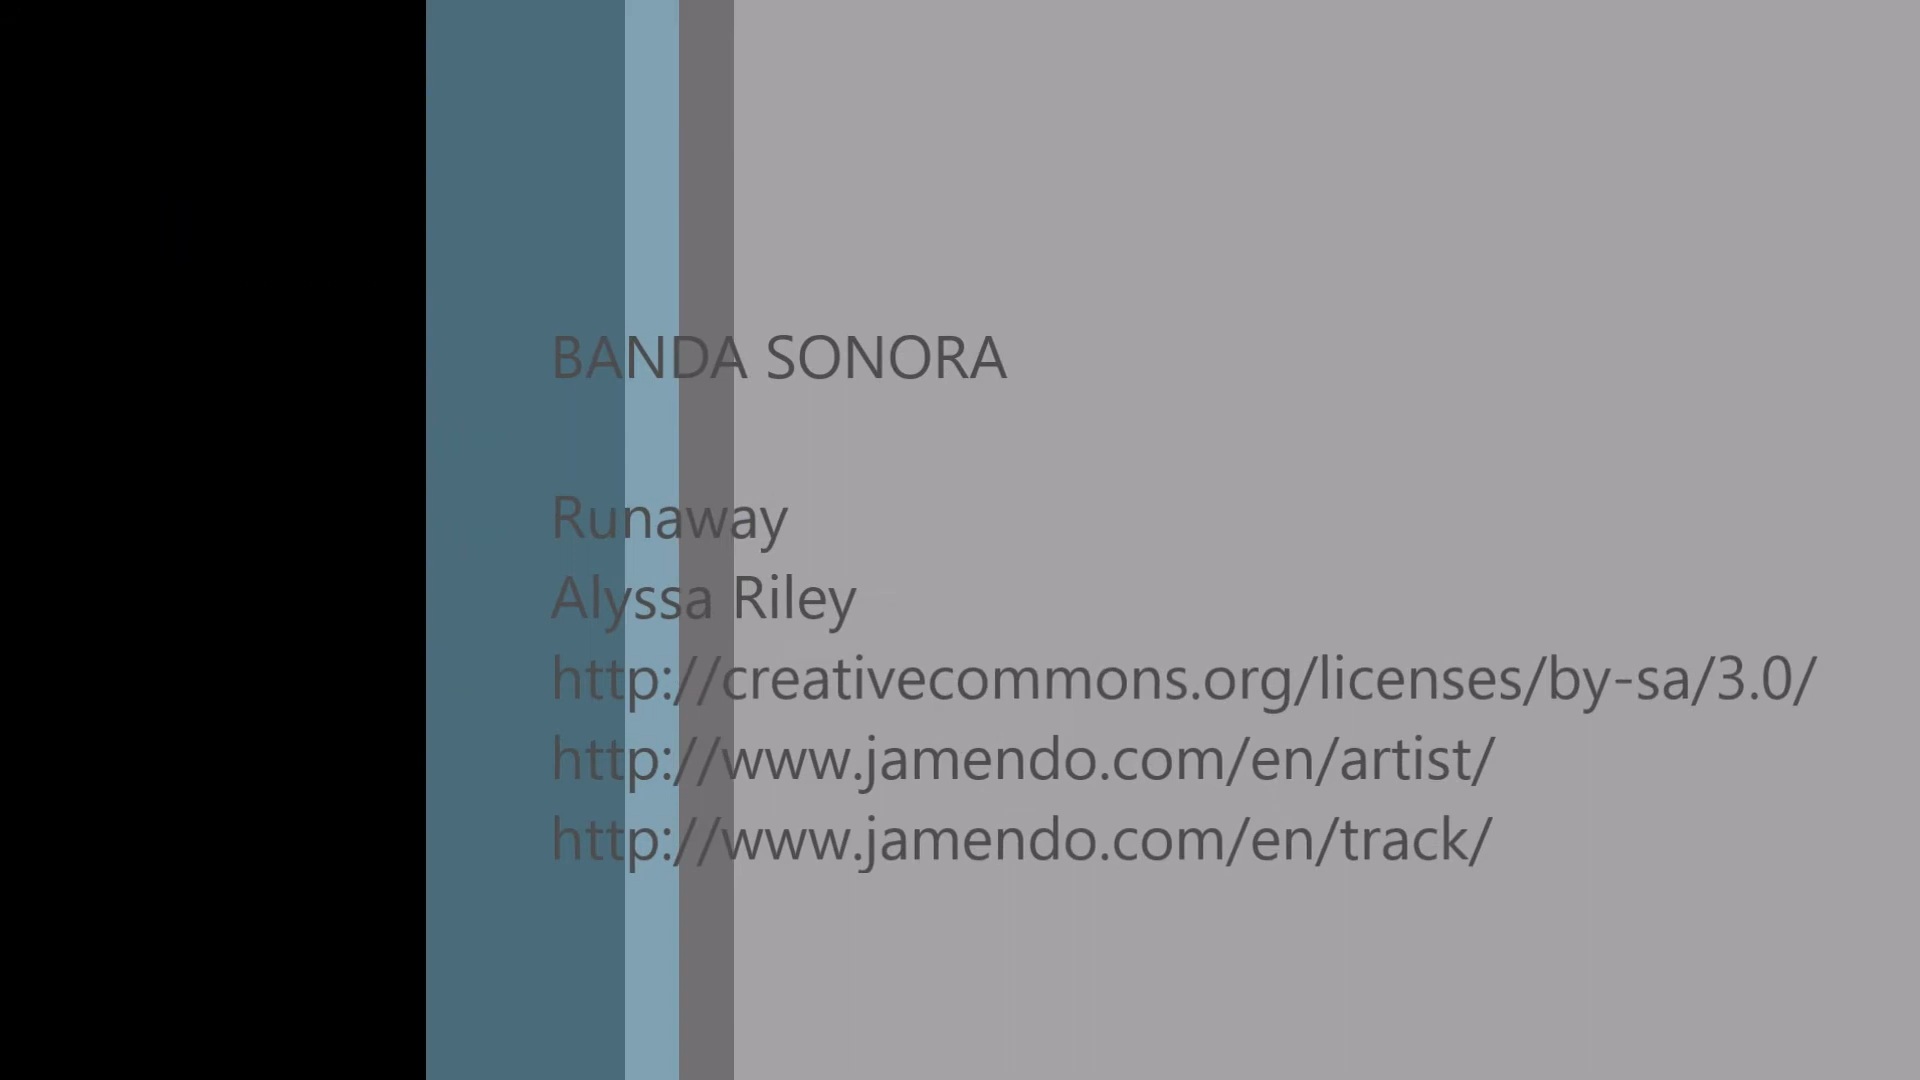 BANDA SONORA
Runaway
Alyssa Riley
http://creativecommons.org/licenses/by-sa/3.0/
http://www.jamendo.com/en/artist/
http://www.jamendo.com/en/track/